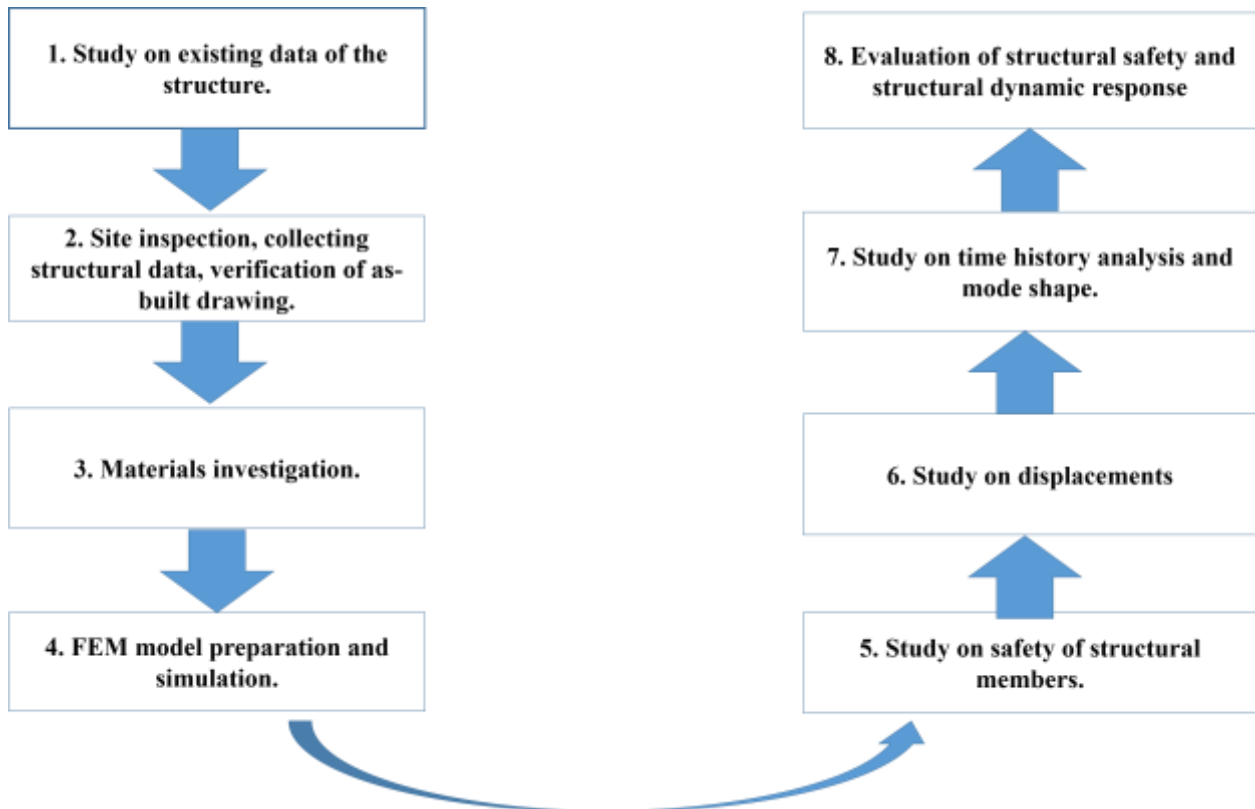 1. Study on existing data of the
structure.
2. Site inspection, collecting
structural data, verification of as-
built drawing.
3. Materials investigation.
4. FEM model preparation and
simulation.
5. Study on safety of structural
members.
6. Study on displacements
7. Study on time history analysis and
mode shape.
8. Evaluation of structural safety and
structural dynamic response